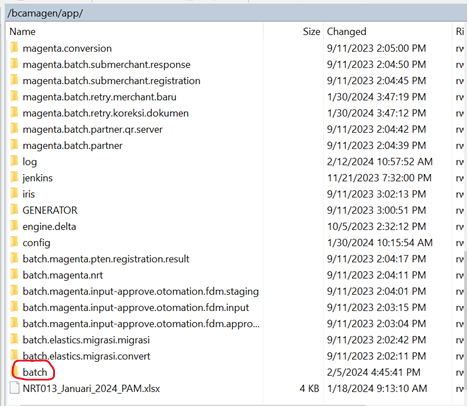 /bcamagen/app/
Name Size Changed Ri
magenta.conversion 9/11/2023 2:05:00 PM rw
magenta.batch.submerchant.response 9/11/2023 2:04:50 PM rw
magenta.batch.submerchant.registration 9/11/2023 2:04:45 PM rw
magenta.batch.retry.merchant.baru 1/30/2024 3:47:19 PM rw
magenta.batch.retry.koreksi.dokumen 1/30/2024 3:47:12 PM rw
magenta.batch.partner.qr.server 9/11/2023 2:04:42 PM rw
magenta.batch.partner 9/11/2023 2:04:39 PM rw
log 2/12/2024 10:57:52 AM rw
jenkins 11/21/2023 7:32:00 PM rw
iris 9/11/2023 3:02:13 PM rw
GENERATOR 9/11/2023 3:00:51 PM rw
engine.delta 10/5/2023 2:32:12 PM rw
config 1/30/2024 10:15:54 AM rw
batch.magenta.pten.registration.result 9/11/2023 2:04:17 PM rw
batch.magenta.nrt 9/11/2023 2:04:11 PM rw
batch.magenta.input-approve.otomation.fdm.staging 9/11/2023 2:04:01 PM rw
batch.magenta.input-approve.otomation.fdm.input 9/11/2023 2:03:15 PM rw
batch.magenta.input-approve.otomation.fdm.appro... 9/11/2023 2:03:04 PM rw
batch.elastics.migrasi.migrasi 9/11/2023 2:02:42 PM rw
batch.elastics.migrasi.convert 9/11/2023 2:02:11 PM rw
batch 2/5/2024 4:45:41 PM rw
NRT013_Januari_2024_PAM.xlsx 4 KB 1/18/2024 9:13:10 AM rw